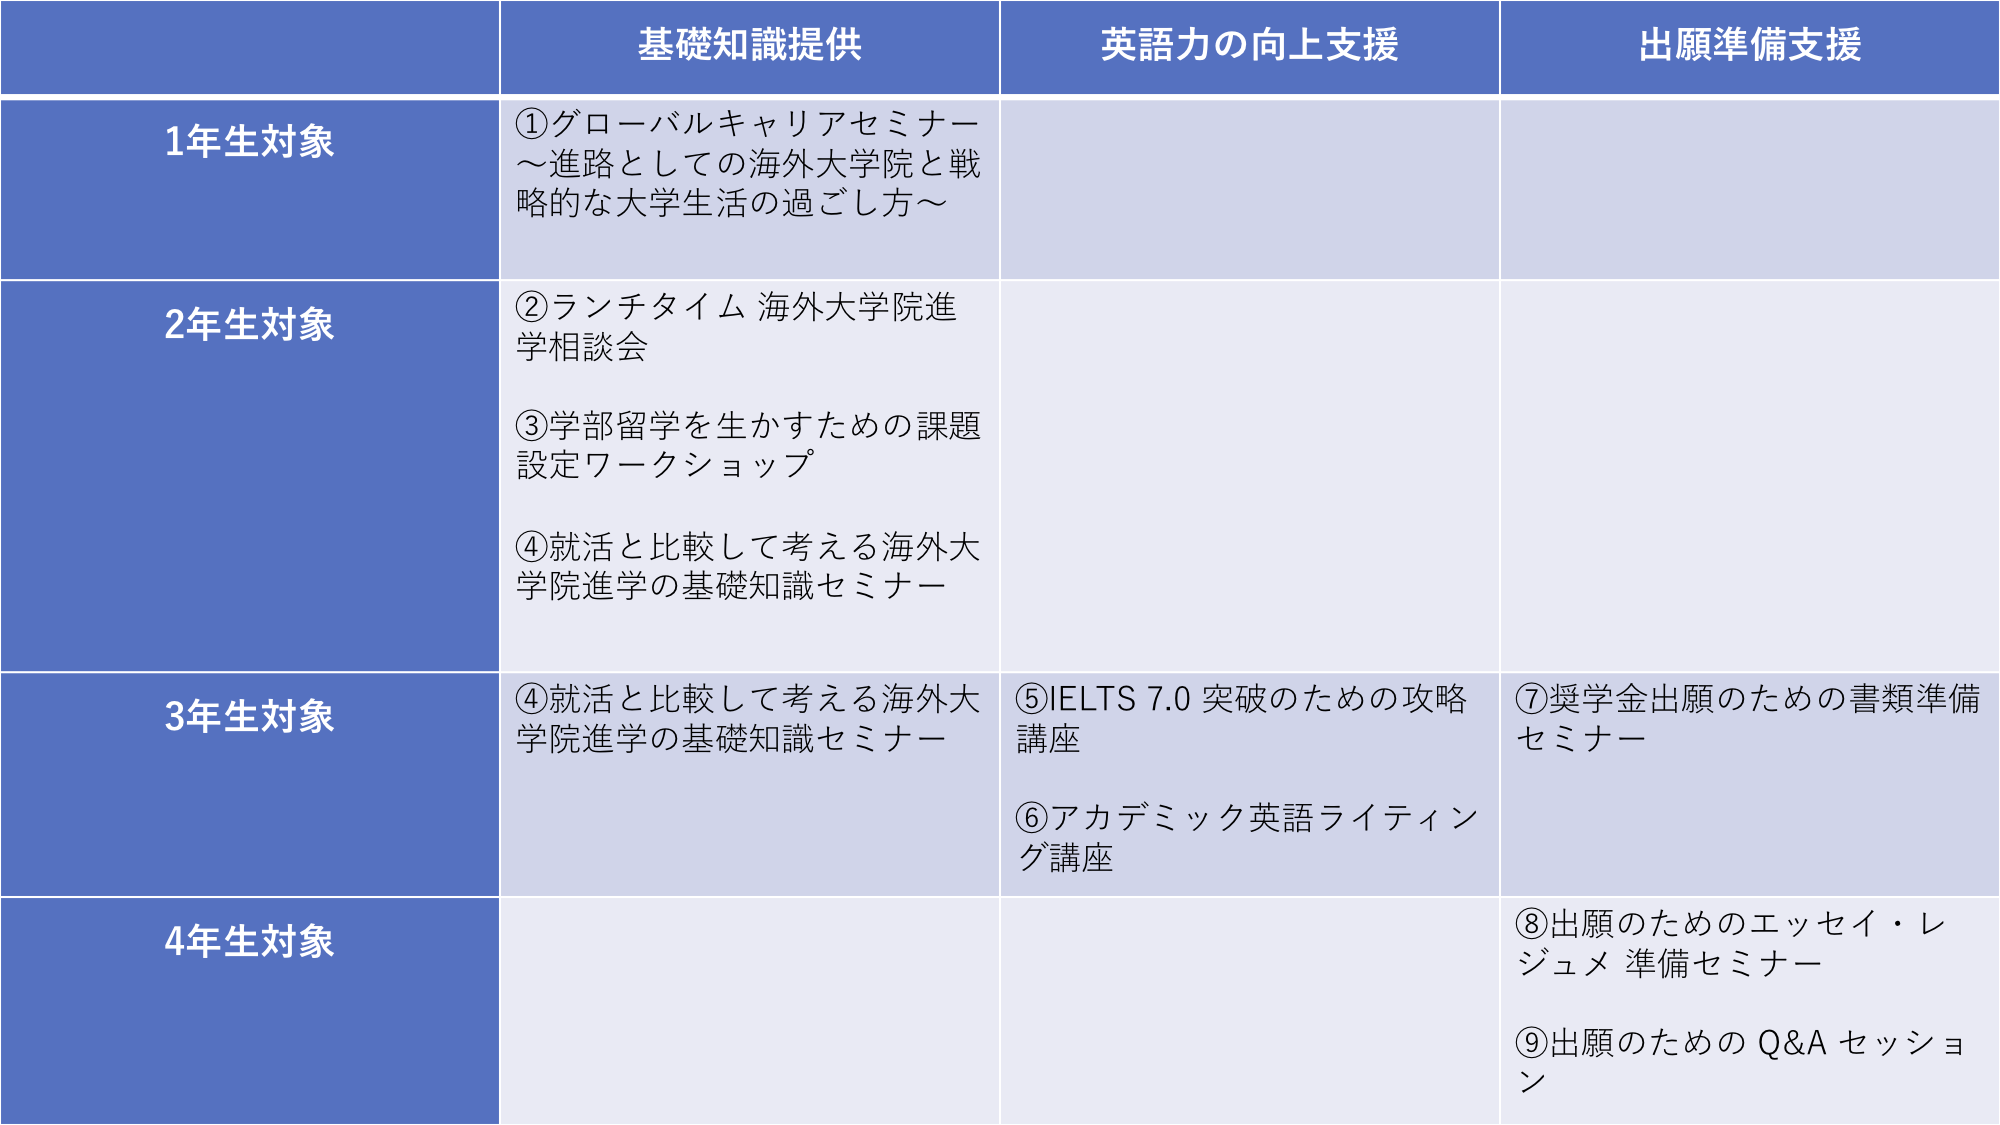 基礎知識提供
英語力の向上支援
出願準備支援
1年生対象
①グローバルキャリアセミナー
～進路としての海外大学院と戦
略的な大学生活の過ごし方～
2年生対象
②ランチタイム 海外大学院進
学相談会
③学部留学を生かすための課題
設定ワークショップ
④就活と比較して考える海外大
学院進学の基礎知識セミナー
3年生対象
④就活と比較して考える海外大
学院進学の基礎知識セミナー
⑤IELTS 7.0 突破のための攻略
講座
⑥アカデミック英語ライティン
グ講座
⑦奨学金出願のための書類準備
セミナー
4年生対象
⑧出願のためのエッセイ・レ
ジュメ 準備セミナー
⑨出願のための Q&A セッショ
ン